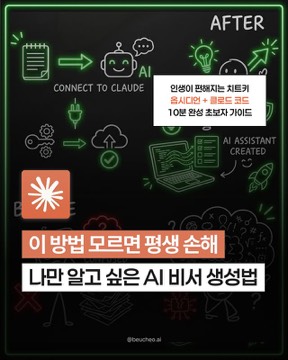 AFTER
AI
CONNECT TO CLAUDE
인생이 편해지는 치트키
옵시디언 + 클로드 코드
10분 완성 초보자 가이드
AI ASSISTANT
CREATED
이 방법 모르면 평생 손해
나만 알고 싶은 AI 비서 생성법
@beucheo.ai